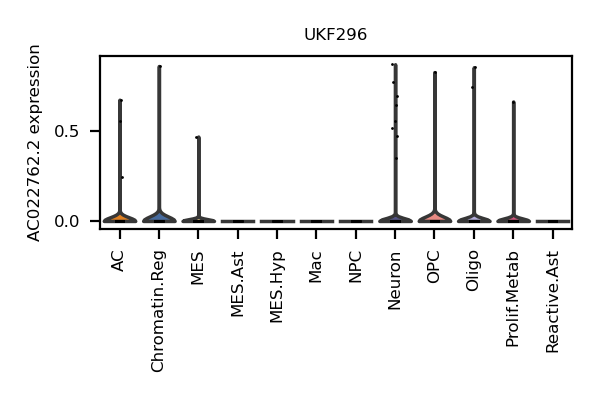 UKF296
AC022762.2 expression
0.5
0.0
AC
Chromatin.Reg
MES
MES.Ast
MES.Hyp
Mac
NPC
Neuron
OPC
Oligo
Prolif.Metab
Reactive.Ast